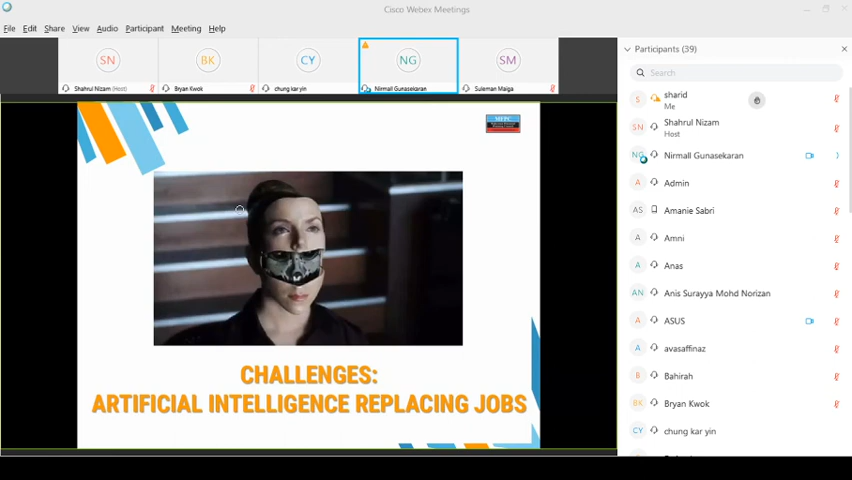 Cisco Webex Meetings
File Edit Share View Audio Participant Meeting Help
SN BK CY NG SM
Shahrul Nizam (Host) Bryan Kwok chung kar yin Nirmall Gunasekaran Suleman Maiga
CHALLENGES:
ARTIFICIAL INTELLIGENCE REPLACING JOBS
Participants (39)
Search
S sharid
Me
SN Shahrul Nizam
Host
NG Nirmall Gunasekaran
A Admin
AS Amanie Sabri
A Amni
A Anas
AN Anis Surayya Mohd Norizan
A ASUS
A avasaffinaz
B Bahirah
BK Bryan Kwok
CY chung kar yin